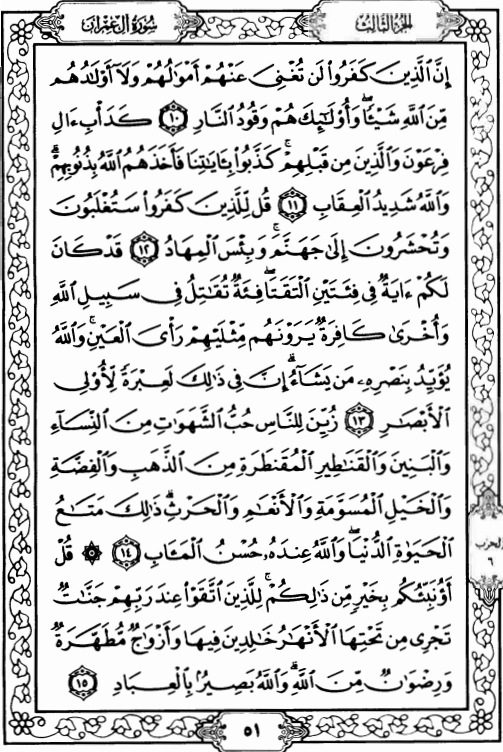 سورة آل عمران
الجزء الثالث
إِنَّ ٱلَّذِينَ كَفَرُوا۟ لَن تُغْنِىَ عَنْهُمْ أَمْوَٰلُهُمْ وَلَآ أَوْلَٰدُهُم
مِّنَ ٱللَّهِ شَيْـًٔا ۖ وَأُو۟لَٰٓئِكَ هُمْ وَقُودُ ٱلنَّارِ ١٠ كَدَأْبِ ءَالِ
فِرْعَوْنَ وَٱلَّذِينَ مِن قَبْلِهِمْ ۚ كَذَّبُوا۟ بِـَٔايَٰتِنَا فَأَخَذَهُمُ ٱللَّهُ بِذُنُوبِهِمْ ۗ
وَٱللَّهُ شَدِيدُ ٱلْعِقَابِ ١١ قُل لِّلَّذِينَ كَفَرُوا۟ سَتُغْلَبُونَ
وَتُحْشَرُونَ إِلَىٰ جَهَنَّمَ ۚ وَبِئْسَ ٱلْمِهَادُ ١٢ قَدْ كَانَ
لَكُمْ ءَايَةٌ فِى فِئَتَيْنِ ٱلْتَقَتَا ۖ فِئَةٌ تُقَٰتِلُ فِى سَبِيلِ ٱللَّهِ
وَأُخْرَىٰ كَافِرَةٌ يَرَوْنَهُم مِّثْلَيْهِمْ رَأْىَ ٱلْعَيْنِ ۚ وَٱللَّهُ
يُؤَيِّدُ بِنَصْرِهِۦ مَن يَشَآءُ ۗ إِنَّ فِى ذَٰلِكَ لَعِبْرَةً لِّأُو۟لِى
ٱلْأَبْصَٰرِ ١٣ زُيِّنَ لِلنَّاسِ حُبُّ ٱلشَّهَوَٰتِ مِنَ ٱلنِّسَآءِ
وَٱلْبَنِينَ وَٱلْقَنَٰطِيرِ ٱلْمُقَنطَرَةِ مِنَ ٱلذَّهَبِ وَٱلْفِضَّةِ
وَٱلْخَيْلِ ٱلْمُسَوَّمَةِ وَٱلْأَنْعَٰمِ وَٱلْحَرْثِ ۗ ذَٰلِكَ مَتَٰعُ
ٱلْحَيَوٰةِ ٱلدُّنْيَا ۖ وَٱللَّهُ عِندَهُۥ حُسْنُ ٱلْمَـَٔابِ ١٤ ۞ قُلْ
أَؤُنَبِّئُكُم بِخَيْرٍ مِّن ذَٰلِكُمْ ۚ لِلَّذِينَ ٱتَّقَوْا۟ عِندَ رَبِّهِمْ جَنَّٰتٌ
تَجْرِى مِن تَحْتِهَا ٱلْأَنْهَٰرُ خَٰلِدِينَ فِيهَا وَأَزْوَٰجٌ مُّطَهَّرَةٌ
وَرِضْوَٰنٌ مِّنَ ٱللَّهِ ۗ وَٱللَّهُ بَصِيرٌۢ بِٱلْعِبَادِ ١٥
الحزب
٦
٥١